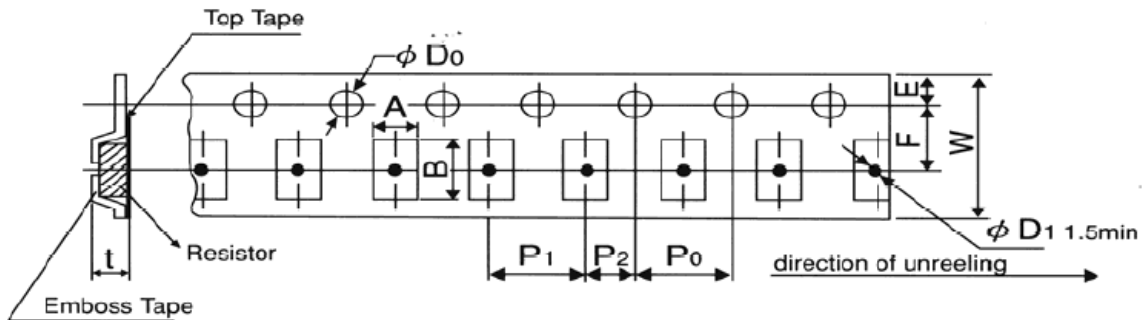 Top Tape
φ D0
A
B
E
F
W
t
Resistor
Emboss Tape
P1
P2
P0
φ D1 1.5min
direction of unreeling